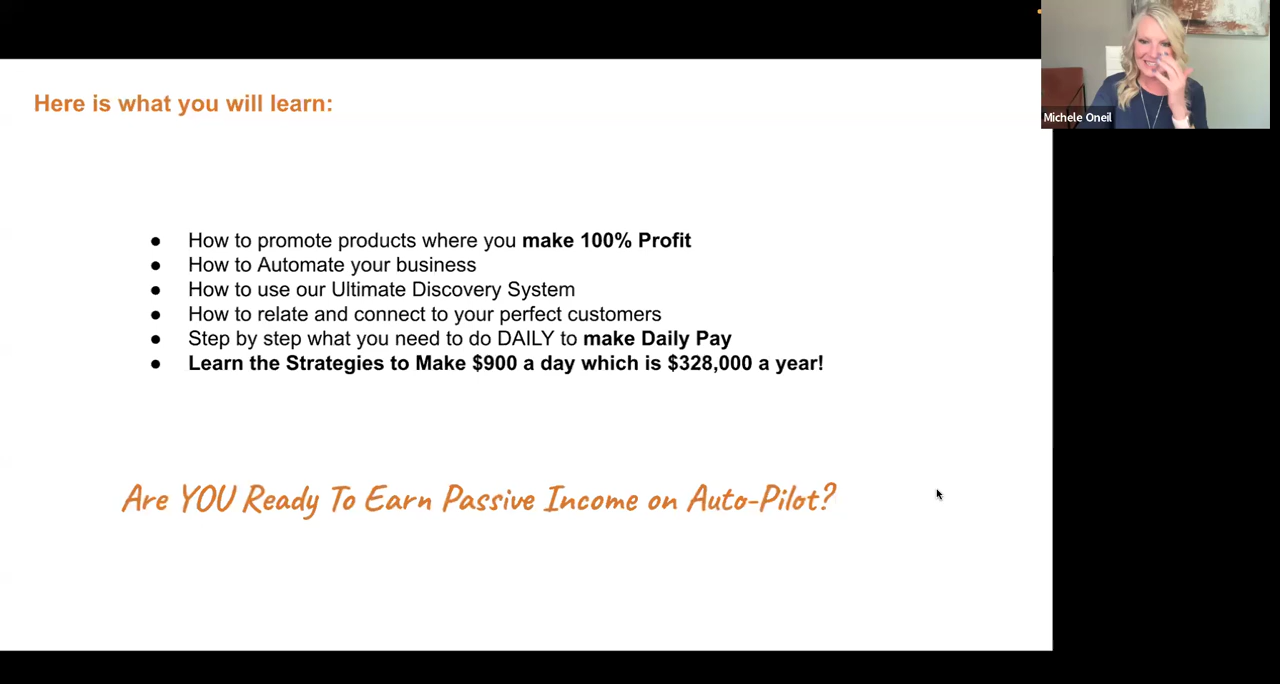 Michele Oneil
Here is what you will learn:
● How to promote products where you make 100% Profit
● How to Automate your business
● How to use our Ultimate Discovery System
● How to relate and connect to your perfect customers
● Step by step what you need to do DAILY to make Daily Pay
● Learn the Strategies to Make $900 a day which is $328,000 a year!
Are YOU Ready To Earn Passive Income on Auto-Pilot?